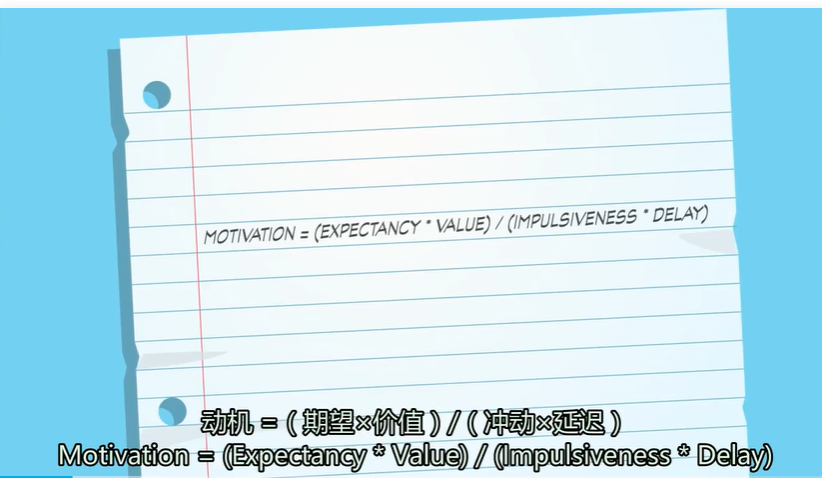 MOTIVATION = (EXPECTANCY * VALUE) / (IMPULSIVENESS * DELAY)
动机 =（ 期望×价值 ) / ( 冲动×延迟 )
Motivation = (Expectancy * Value) / (Impulsiveness * Delay)